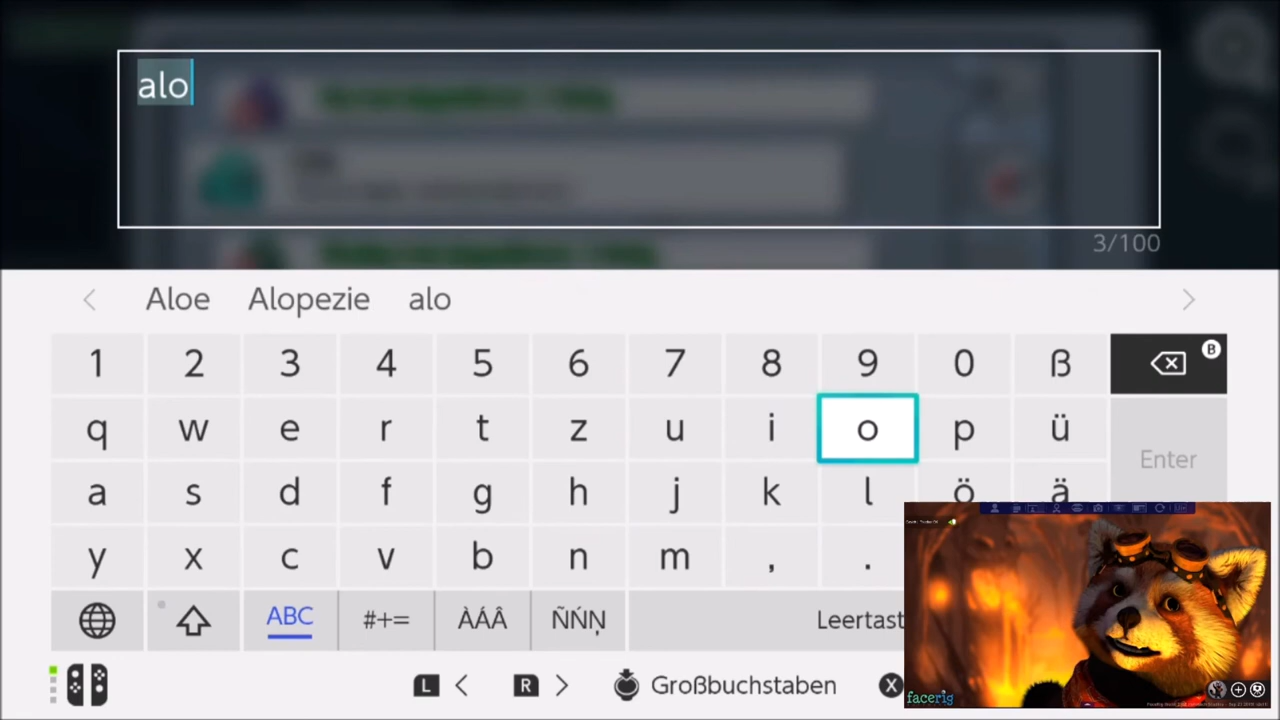 alo
3/100
Aloe Alopezie alo
1 2 3 4 5 6 7 8 9 0 ß B
q w e r t z u i o p ü
Enter
a s d f g h j k l ö ä
y x c v b n m , .
ABC #+= ÀÁÂ ÑŃŅ Leertast
L R Großbuchstaben X
facerig